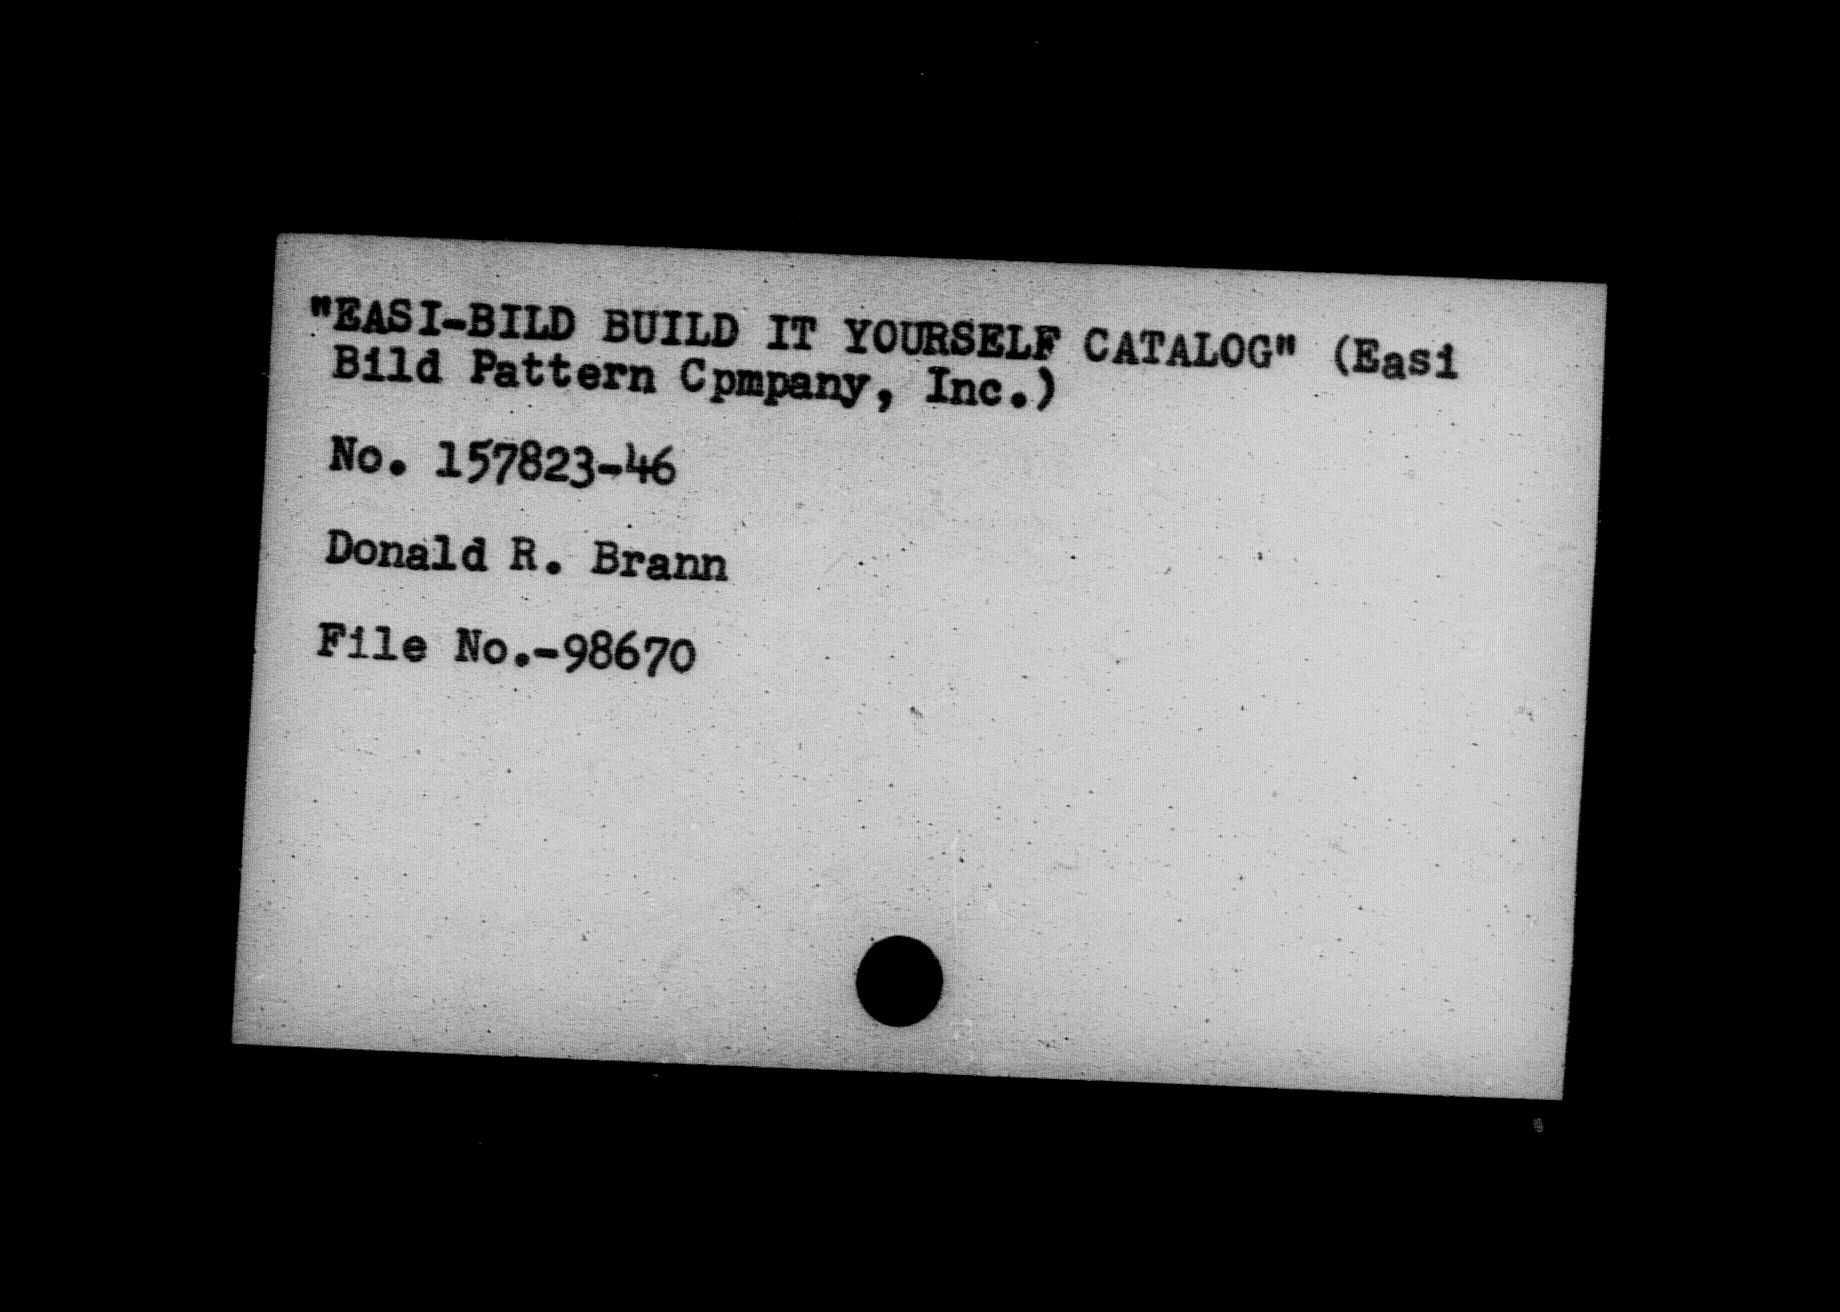 "EASI-BILD BUILD IT YOURSELF CATALOG" (Easi
Bild Pattern Cpmpany, Inc.)
No. 157823-46
Donald R. Brann
File No.-98670